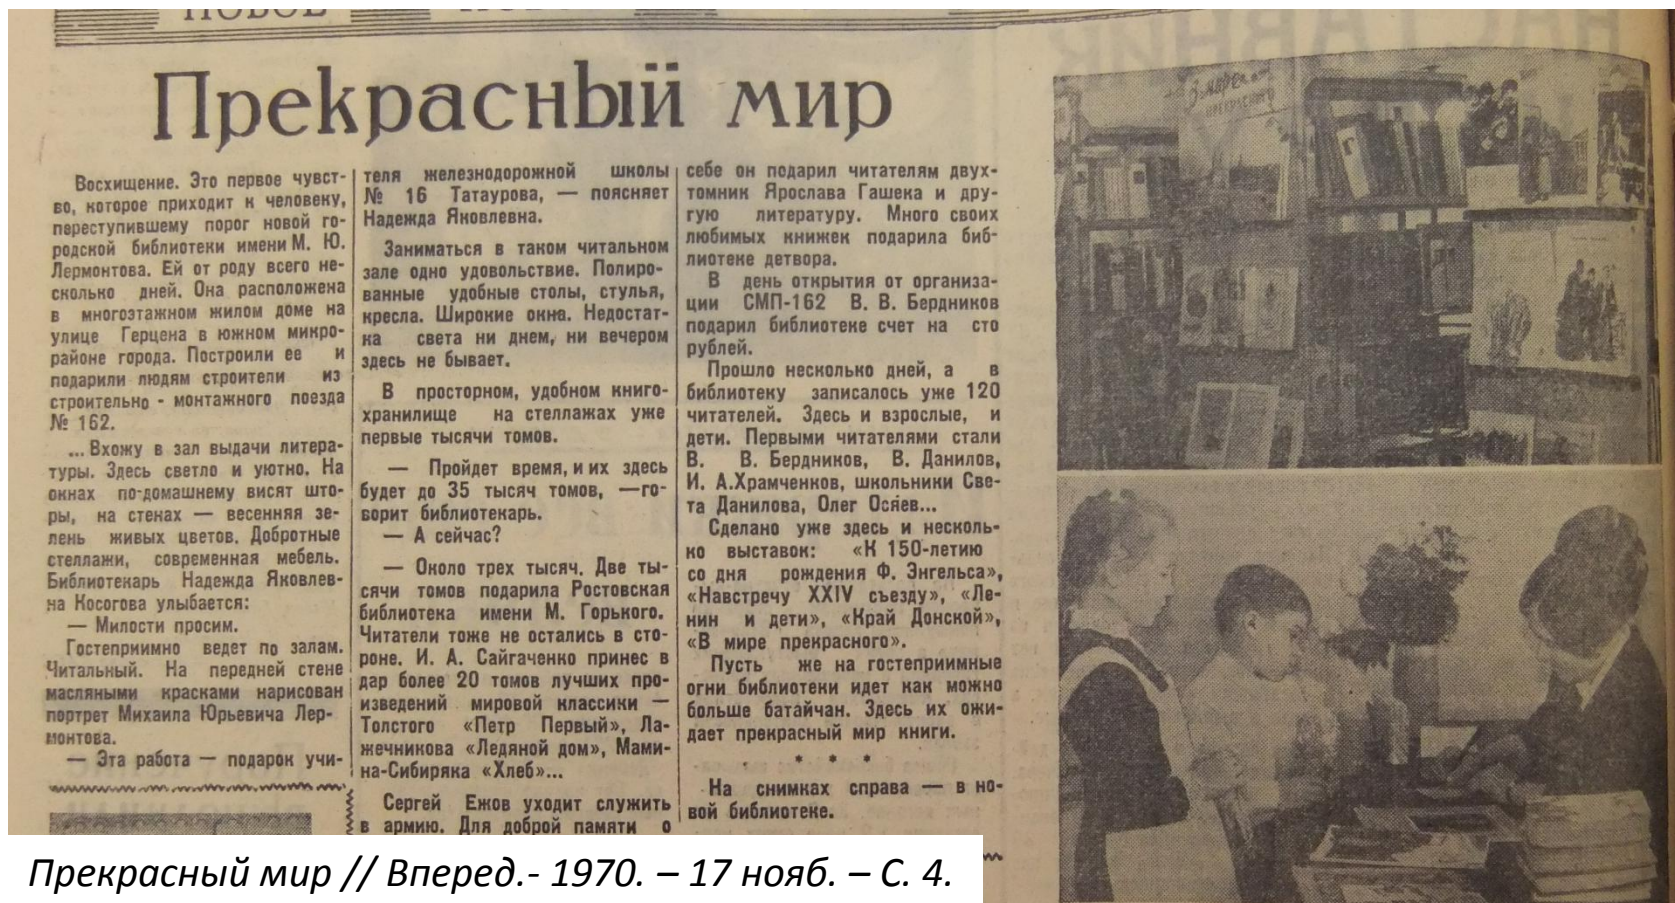 НОВОЕ
Прекрасный мир
Восхищение. Это первое чувст-
во, которое приходит к человеку,
переступившему порог новой го-
родской библиотеки имени М. Ю.
Лермонтова. Ей от роду всего не-
сколько дней. Она расположена
в многоэтажном жилом доме на
улице Герцена в южном микро-
районе города. Построили ее и
подарили людям строители из
строительно - монтажного поезда
№ 162.
... Вхожу в зал выдачи литера-
туры. Здесь светло и уютно. На
окнах по-домашнему висят што-
ры, на стенах — весенняя зе-
лень живых цветов. Добротные
стеллажи, современная мебель.
Библиотекарь Надежда Яковлев-
на Косогова улыбается:
— Милости просим.
Гостеприимно ведет по залам.
Читальный. На передней стене
масляными красками нарисован
портрет Михаила Юрьевича Лер-
монтова.
— Эта работа — подарок учи-
теля железнодорожной школы
№ 16 Татаурова, — поясняет
Надежда Яковлевна.
Заниматься в таком читальном
зале одно удовольствие. Полиро-
ванные удобные столы, стулья,
кресла. Широкие окна. Недостат-
ка света ни днем, ни вечером
здесь не бывает.
В просторном, удобном книго-
хранилище на стеллажах уже
первые тысячи томов.
— Пройдет время, и их здесь
будет до 35 тысяч томов, —го-
ворит библиотекарь.
— А сейчас?
— Около трех тысяч. Две ты-
сячи томов подарила Ростовская
библиотека имени М. Горького.
Читатели тоже не остались в сто-
роне. И. А. Сайгаченко принес в
дар более 20 томов лучших про-
изведений мировой классики —
Толстого «Петр Первый», Ла-
жечникова «Ледяной дом», Мами-
на-Сибиряка «Хлеб»...
Сергей Ежов уходит служить
в армию. Для доброй памяти о
себе он подарил читателям двух-
томник Ярослава Гашека и дру-
гую литературу. Много своих
любимых книжек подарила биб-
лиотеке детвора.
В день открытия от организа-
ции СМП-162 В. В. Бердников
подарил библиотеке счет на сто
рублей.
Прошло несколько дней, а в
библиотеку записалось уже 120
читателей. Здесь и взрослые, и
дети. Первыми читателями стали
В. В. Бердников, В. Данилов,
И. А.Храмченков, школьники Све-
та Данилова, Олег Осяев...
Сделано уже здесь и несколь-
ко выставок: «К 150-летию
со дня рождения Ф. Энгельса»,
«Навстречу XXIV съезду», «Ле-
нин и дети», «Край Донской»,
«В мире прекрасного».
Пусть же на гостеприимные
огни библиотеки идет как можно
больше батайчан. Здесь их ожи-
дает прекрасный мир книги.
* * *
На снимках справа — в но-
вой библиотеке.
В мире
прекрасного
Прекрасный мир // Вперед.- 1970. – 17 нояб. – С. 4.